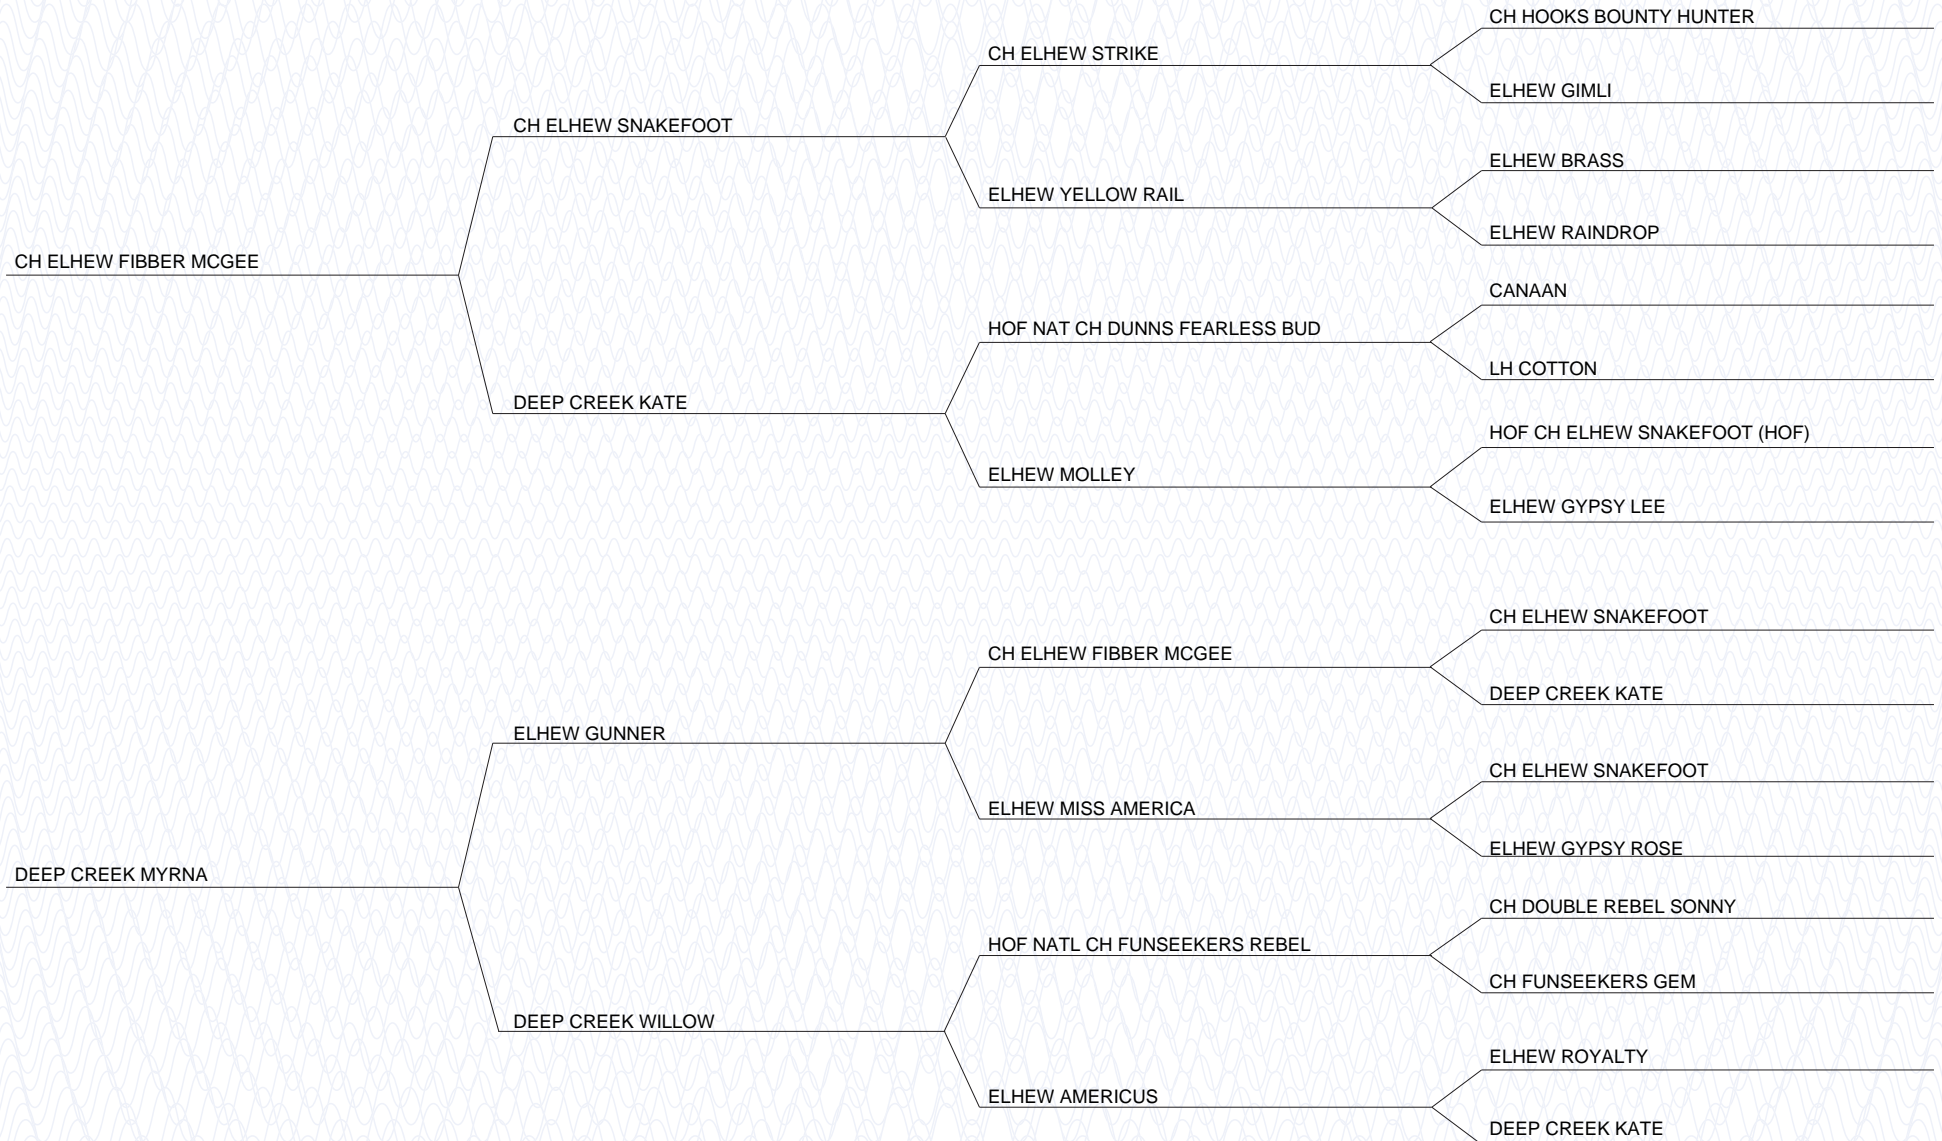 CH HOOKS BOUNTY HUNTER
CH ELHEW STRIKE
ELHEW GIMLI
CH ELHEW SNAKEFOOT
ELHEW BRASS
ELHEW YELLOW RAIL
ELHEW RAINDROP
CH ELHEW FIBBER MCGEE
CANAAN
HOF NAT CH DUNNS FEARLESS BUD
LH COTTON
DEEP CREEK KATE
HOF CH ELHEW SNAKEFOOT (HOF)
ELHEW MOLLEY
ELHEW GYPSY LEE
CH ELHEW SNAKEFOOT
CH ELHEW FIBBER MCGEE
DEEP CREEK KATE
ELHEW GUNNER
CH ELHEW SNAKEFOOT
ELHEW MISS AMERICA
ELHEW GYPSY ROSE
DEEP CREEK MYRNA
CH DOUBLE REBEL SONNY
HOF NATL CH FUNSEEKERS REBEL
CH FUNSEEKERS GEM
DEEP CREEK WILLOW
ELHEW ROYALTY
ELHEW AMERICUS
DEEP CREEK KATE